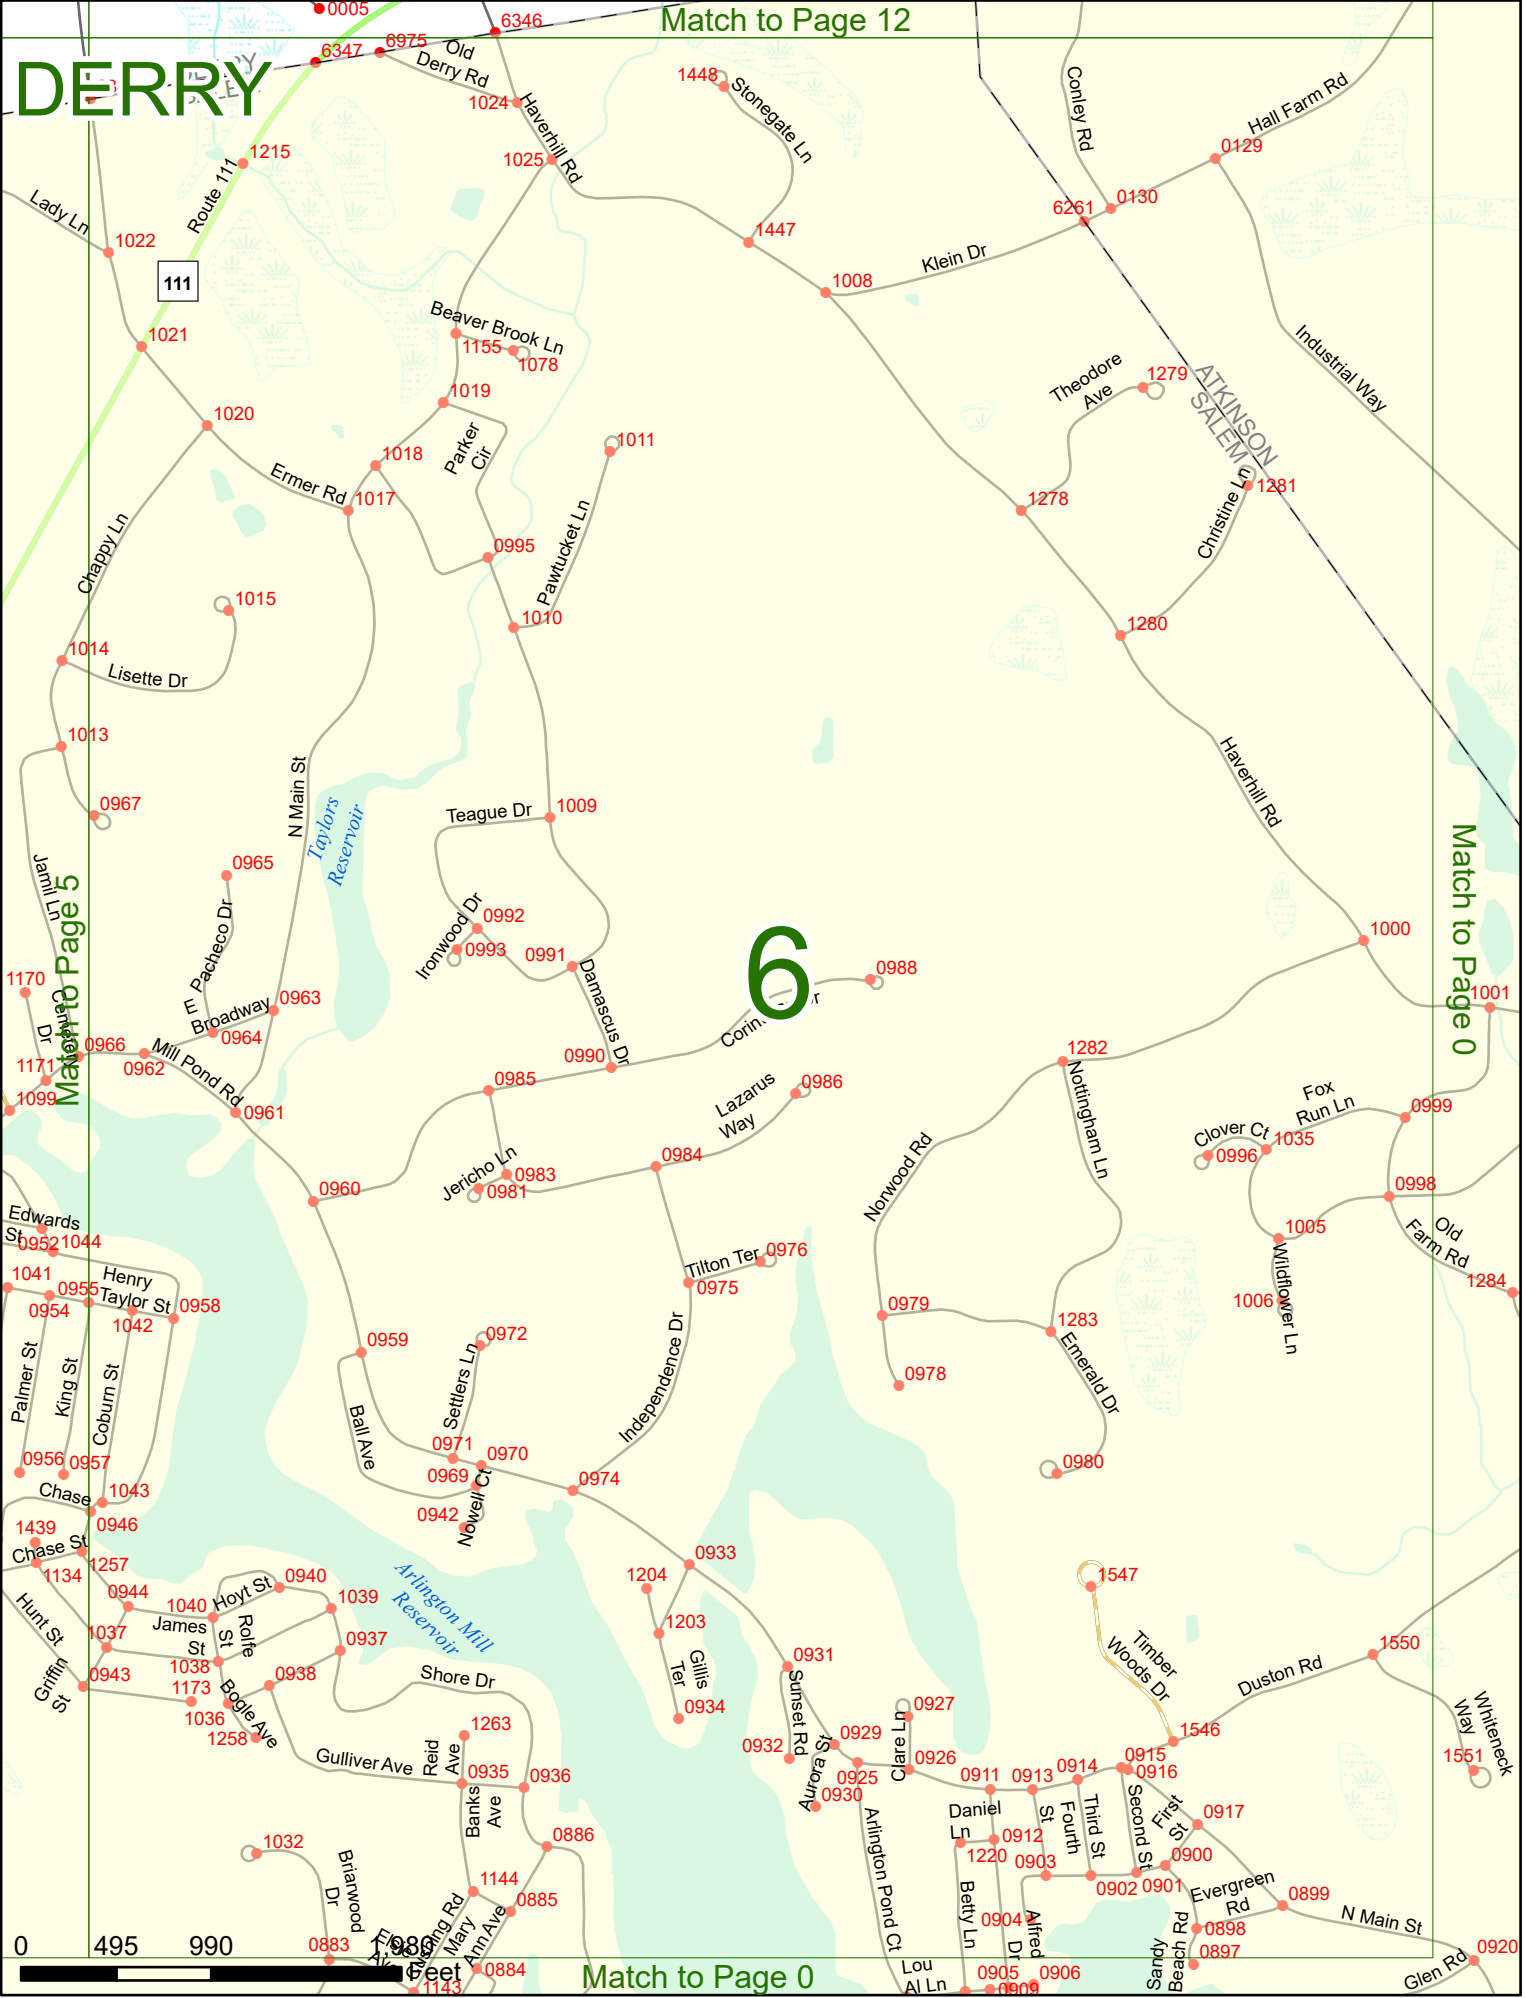 Match to Page 12
0005
6346
6347
6975
Old
Derry Rd
DERRY
1448
Stonegate Ln
Conley Rd
Hall Farm Rd
1024
Haverhill Rd
1215
1025
0129
Route 111
Lady Ln
1022
0130
6261
1447
Klein Dr
111
1008
1021
Beaver Brook Ln
1155
1078
Industrial Way
Theodore
Ave
1279
ATKINSON
SALEM
1019
1020
Parker
Cir
1011
1018
Ermer Rd
1017
1278
Christine Ln
1281
Chappy Ln
0995
Pawtucket Ln
1015
1010
1280
1014
Lisette Dr
1013
N Main St
Haverhill Rd
0967
Teague Dr
1009
Taylors
Reservoir
Match to Page 0
Jamil Ln
0965
Match to Page 5
Pacheco Dr
Ironwood Dr
0992
0993
0991
6
1000
0988
1170
Dr
E
Broadway
0963
0964
Damascus Dr
1001
0966
0962
Mill Pond Rd
0990
1282
1171
1099
0961
0985
Lazarus
Way
0986
Nottingham Ln
Fox
Run Ln
0999
Clover Ct
1035
0996
Norwood Rd
Jericho Ln
0983
0981
0984
0960
0998
Edwards
St
0952
1044
1005
Old
Farm Rd
Wildflower Ln
1006
1284
Tilton Ter
0976
0975
1041
0955
Henry
Taylor St
0958
0954
1042
0979
1283
Emerald Dr
0959
0972
Settlers Ln
Independence Dr
Palmer St
King St
Coburn St
0978
Ball Ave
0971
0970
0969
0980
0956
0957
Chase
1043
0974
0946
0942
Nowell Ct
1439
Chase St
1257
1134
Arlington Mill
Reservoir
0933
1204
1547
0944
Hoyt St
0940
1040
1039
Hunt St
James
St
Rolfe
St
1037
0937
1203
1038
Timber
Woods Dr
1550
0943
Griffin
St
0938
Shore Dr
Gillis
Ter
0931
Duston Rd
1173
1036
Bogle Ave
0934
Sunset Rd
0927
Whiteneck
Way
1258
1263
0932
0929
Clare Ln
1546
Gulliver Ave
Reid
Ave
0935
0936
Aurora St
0925
0926
0911
0913
0914
0915
0916
1551
0930
Banks
Ave
Arlington Pond Ct
Daniel
Ln
St
Fourth
Third St
Second St
First
St
0917
1032
0886
1220
0912
0903
0902
0901
0900
Briarwood
Dr
1144
Evergreen
Rd
0899
0885
Betty Ln
0904
Alfred
Dr
0898
N Main St
Mary
Ann Ave
0897
Sandy
Beach Rd
0920
0883
0884
Lou
Al Ln
0905
0906
0909
Glen Rd
0
495
990
1,980
Feet
1143
Match to Page 0